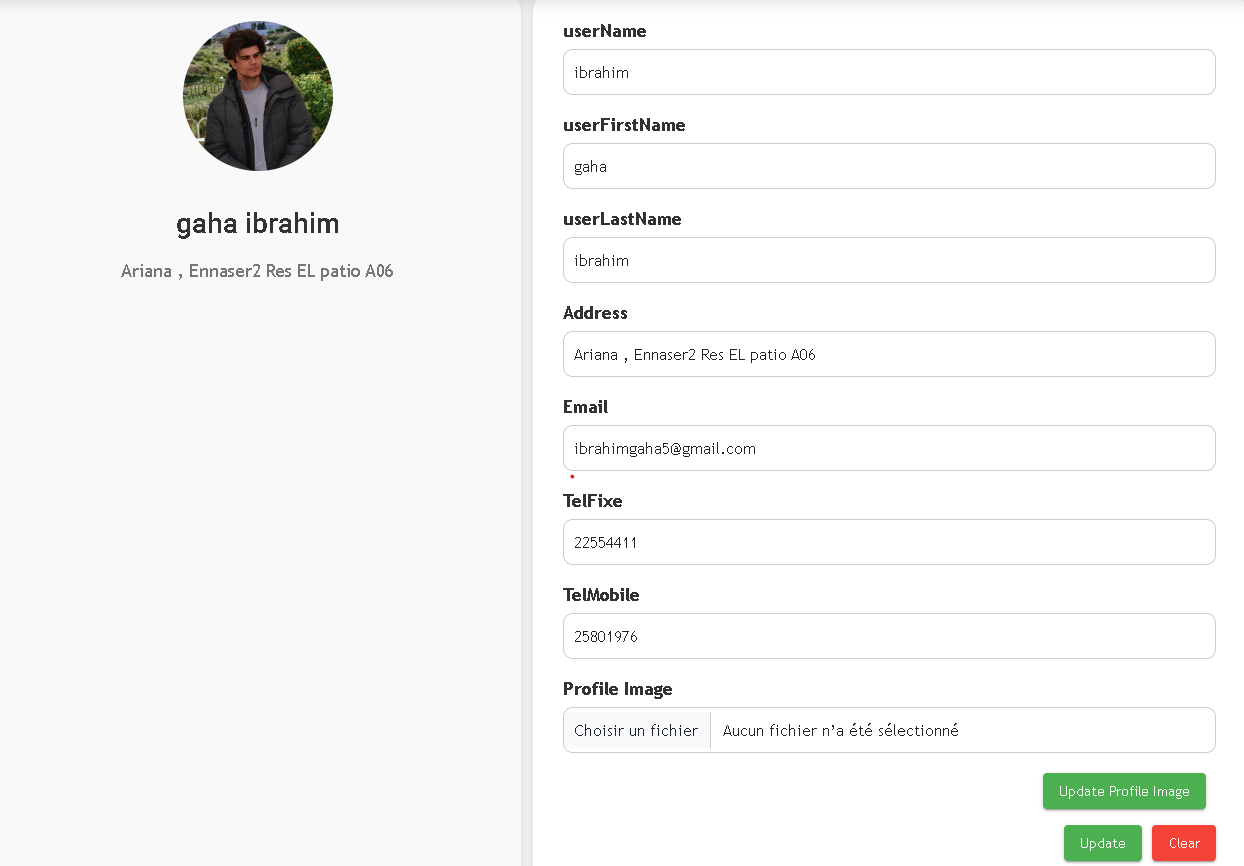 gaha ibrahim
Ariana , Ennaser2 Res EL patio A06
userName
ibrahim
userFirstName
gaha
userLastName
ibrahim
Address
Ariana , Ennaser2 Res EL patio A06
Email
ibrahimgaha5@gmail.com
TelFixe
22554411
TelMobile
25801976
Profile Image
Choisir un fichier Aucun fichier n’a été sélectionné
Update Profile Image
Update Clear